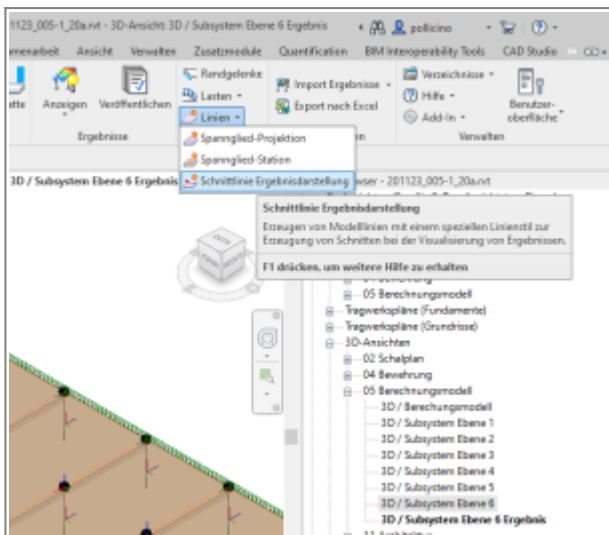 1123_005-1_20a.rvt - 3D-Ansicht: 3D / Subsystem Ebene 6 Ergebnis
pollicino
Ansicht Verwalten Zusatzmodule Quantification BIM Interoperability Tools CAD Studio
Anzeigen Veröffentlichen
Randgelenke
Lasten
Linien
Import Ergebnisse
Export nach Excel
Verzeichnisse
Hilfe
Add-In
Benutzer-
oberfläche
Ergebnisse
Verwalten
Spannglied-Projektion
Spannglied-Station
Schnittlinie Ergebnisdarstellung
3D / Subsystem Ebene 6 Ergebnis
wser - 201123_005-1_20a.rvt
Schnittlinie Ergebnisdarstellung
Erzeugen von Modelllinien mit einem speziellen Linienstil zur
Erzeugung von Schnitten bei der Visualisierung von Ergebnissen.
F1 drücken, um weitere Hilfe zu erhalten
05 Berechnungsmodell
Tragwerkspläne (Fundamente)
Tragwerkspläne (Grundrisse)
3D-Ansichten
02 Schalplan
04 Bewehrung
05 Berechnungsmodell
3D / Berechungsmodell
3D / Subsystem Ebene 1
3D / Subsystem Ebene 2
3D / Subsystem Ebene 3
3D / Subsystem Ebene 4
3D / Subsystem Ebene 5
3D / Subsystem Ebene 6
3D / Subsystem Ebene 6 Ergebnis